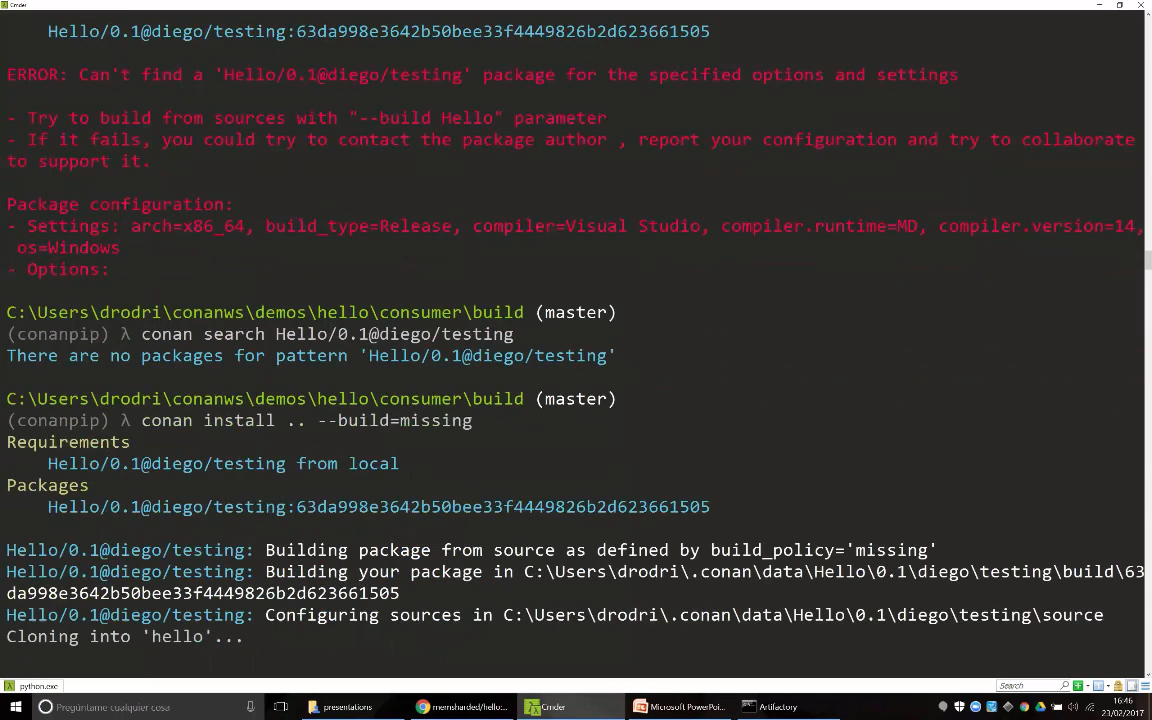 Cmder
Hello/0.1@diego/testing:63da998e3642b50bee33f4449826b2d623661505
ERROR: Can't find a 'Hello/0.1@diego/testing' package for the specified options and settings
- Try to build from sources with "--build Hello" parameter
- If it fails, you could try to contact the package author , report your configuration and try to collaborate
to support it.
Package configuration:
- Settings: arch=x86_64, build_type=Release, compiler=Visual Studio, compiler.runtime=MD, compiler.version=14,
os=Windows
- Options:
C:\Users\drodri\conanws\demos\hello\consumer\build (master)
(conanpip) λ conan search Hello/0.1@diego/testing
There are no packages for pattern 'Hello/0.1@diego/testing'
C:\Users\drodri\conanws\demos\hello\consumer\build (master)
(conanpip) λ conan install .. --build=missing
Requirements
Hello/0.1@diego/testing from local
Packages
Hello/0.1@diego/testing:63da998e3642b50bee33f4449826b2d623661505
Hello/0.1@diego/testing: Building package from source as defined by build_policy='missing'
Hello/0.1@diego/testing: Building your package in C:\Users\drodri\.conan\data\Hello\0.1\diego\testing\build\63
da998e3642b50bee33f4449826b2d623661505
Hello/0.1@diego/testing: Configuring sources in C:\Users\drodri\.conan\data\Hello\0.1\diego\testing\source
Cloning into 'hello'...
python.exe
Search
Pregúntame cualquier cosa
presentations
memsharded/hello:...
Cmder
Microsoft PowerPo...
Artifactory
16:46
23/02/2017